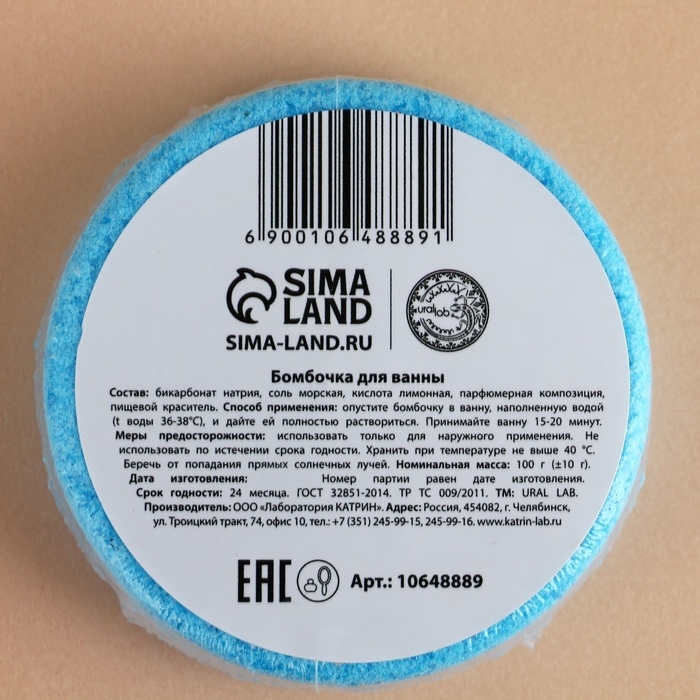 6 900106 488891
SIMA
LAND
SIMA-LAND.RU
ural lab
Бомбочка для ванны
Состав: бикарбонат натрия, соль морская, кислота лимонная, парфюмерная композиция,
пищевой краситель. Способ применения: опустите бомбочку в ванну, наполненную водой
(t воды 36-38°C), и дайте ей полностью раствориться. Принимайте ванну 15-20 минут.
Меры предосторожности: использовать только для наружного применения. Не
использовать по истечении срока годности. Хранить при температуре не выше 40 °C.
Беречь от попадания прямых солнечных лучей. Номинальная масса: 100 г (±10 г).
Дата изготовления: Номер партии равен дате изготовления.
Срок годности: 24 месяца. ГОСТ 32851-2014. ТР ТС 009/2011. ТМ: URAL LAB.
Производитель: ООО «Лаборатория КАТРИН». Адрес: Россия, 454082, г. Челябинск,
ул. Троицкий тракт, 74, офис 10, тел.: +7 (351) 245-99-15, 245-99-16. www.katrin-lab.ru
EAC Арт.: 10648889